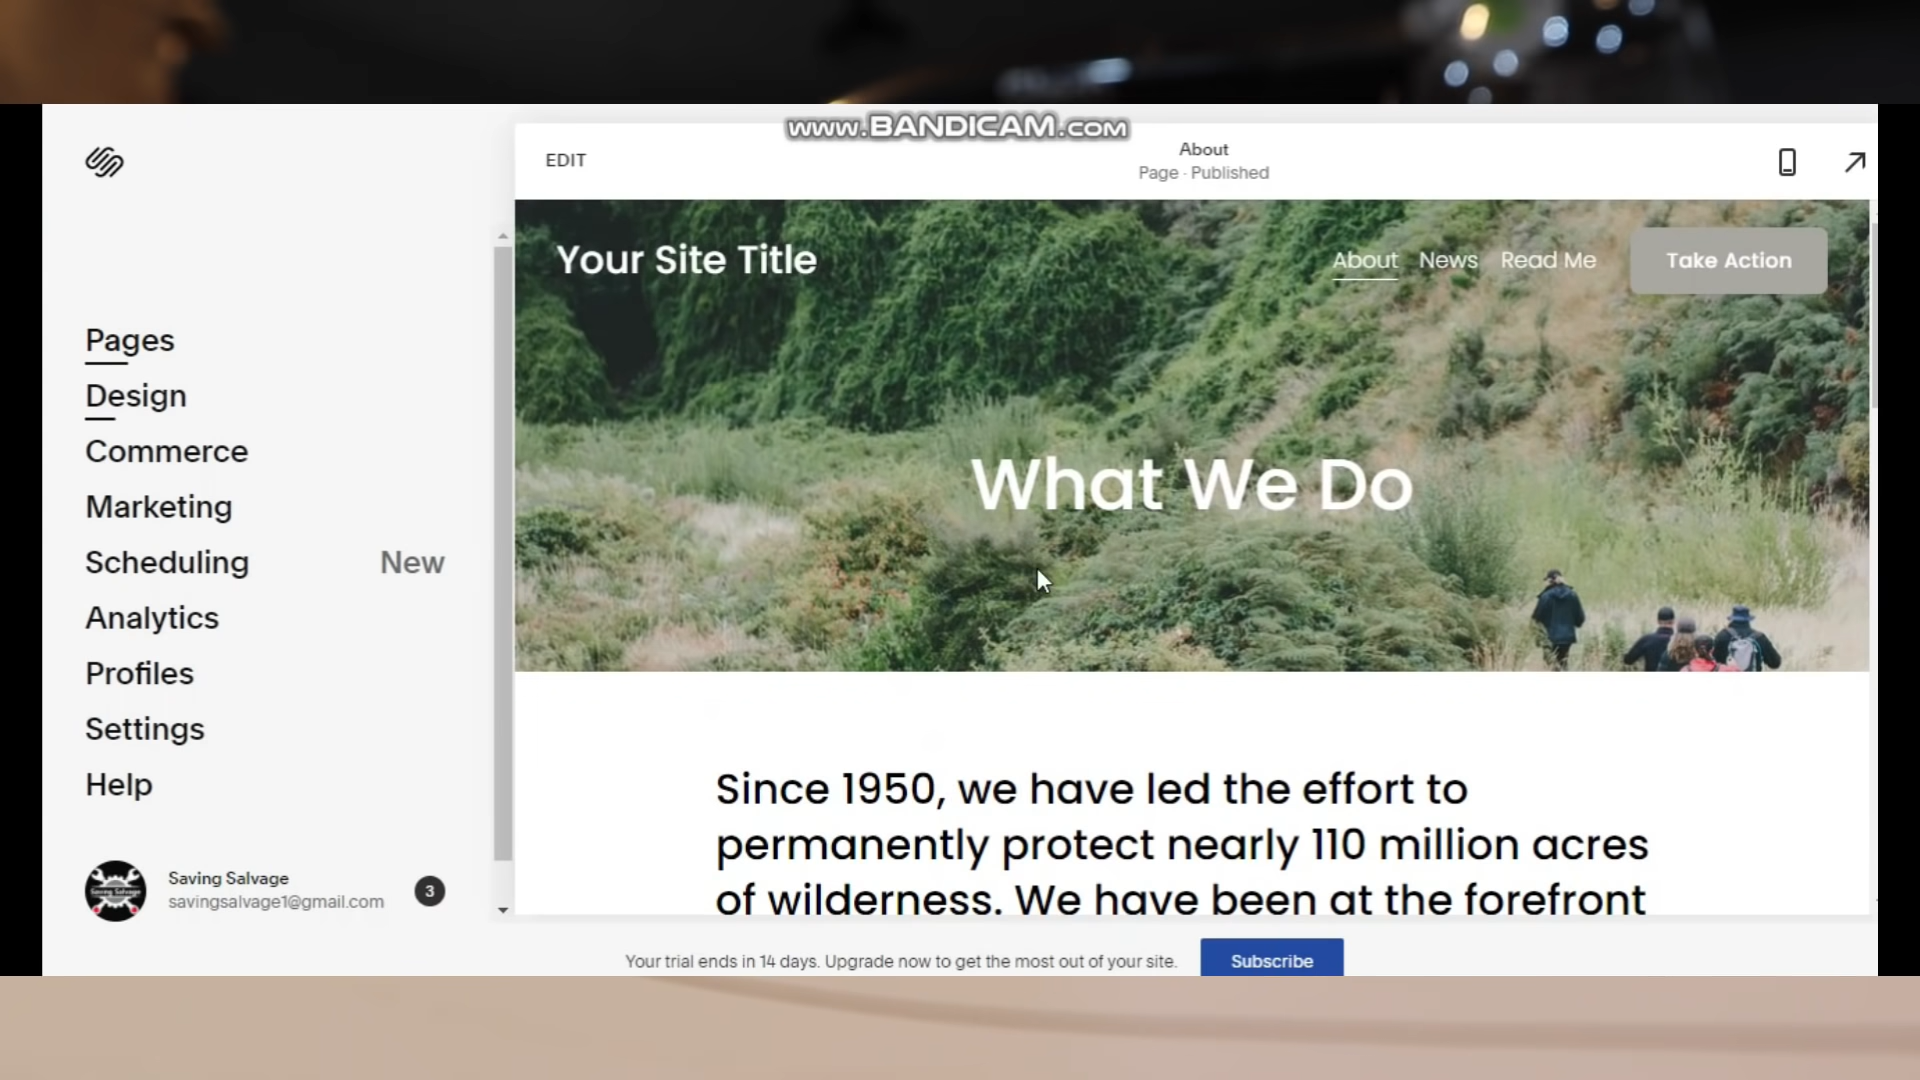 www.BANDICAM.com
EDIT
About
Page · Published
Your Site Title
About News Read Me Take Action
Pages
Design
Commerce
Marketing
Scheduling New
Analytics
Profiles
Settings
Help
What We Do
Since 1950, we have led the effort to
permanently protect nearly 110 million acres
of wilderness. We have been at the forefront
Saving Salvage
savingsalvage1@gmail.com
3
Saving Salvage
Your trial ends in 14 days. Upgrade now to get the most out of your site. Subscribe